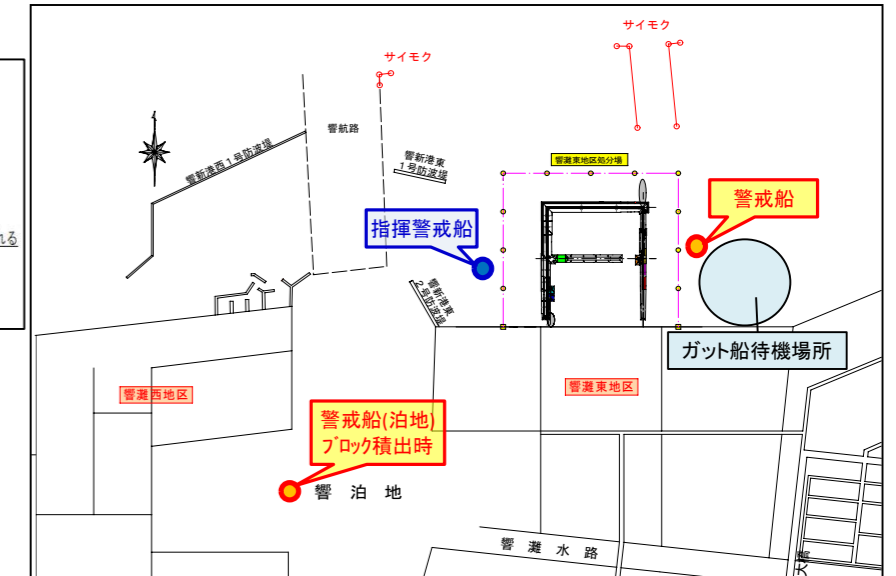 サイモク
サイモク
響航路
響新港西1号防波堤
響新港東
1号防波堤
響灘東地区処分場
警戒船
指揮警戒船
れる
響新港東
2号防波堤
ガット船待機場所
響灘西地区
響灘東地区
警戒船(泊地)
ブロック積出時
響泊地
響灘水路
大橋